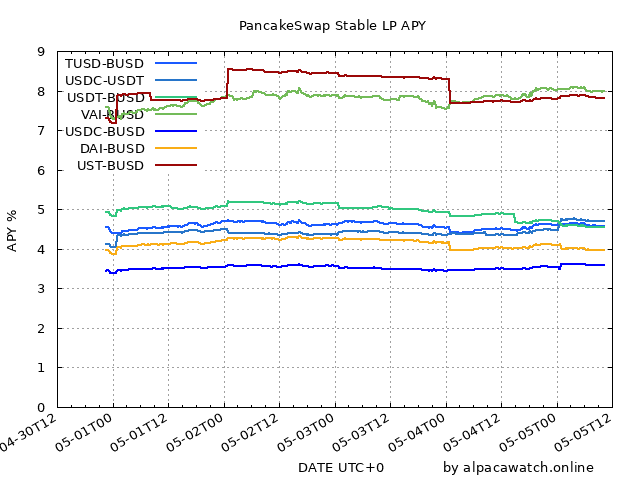 PancakeSwap Stable LP APY
9
8
7
6
5
4
3
2
1
0
APY %
TUSD-BUSD
USDC-USDT
USDT-BUSD
VAI-BUSD
USDC-BUSD
DAI-BUSD
UST-BUSD
04-30T12
05-01T00
05-01T12
05-02T00
05-02T12
05-03T00
05-03T12
05-04T00
05-04T12
05-05T00
05-05T12
DATE UTC+0
by alpacawatch.online